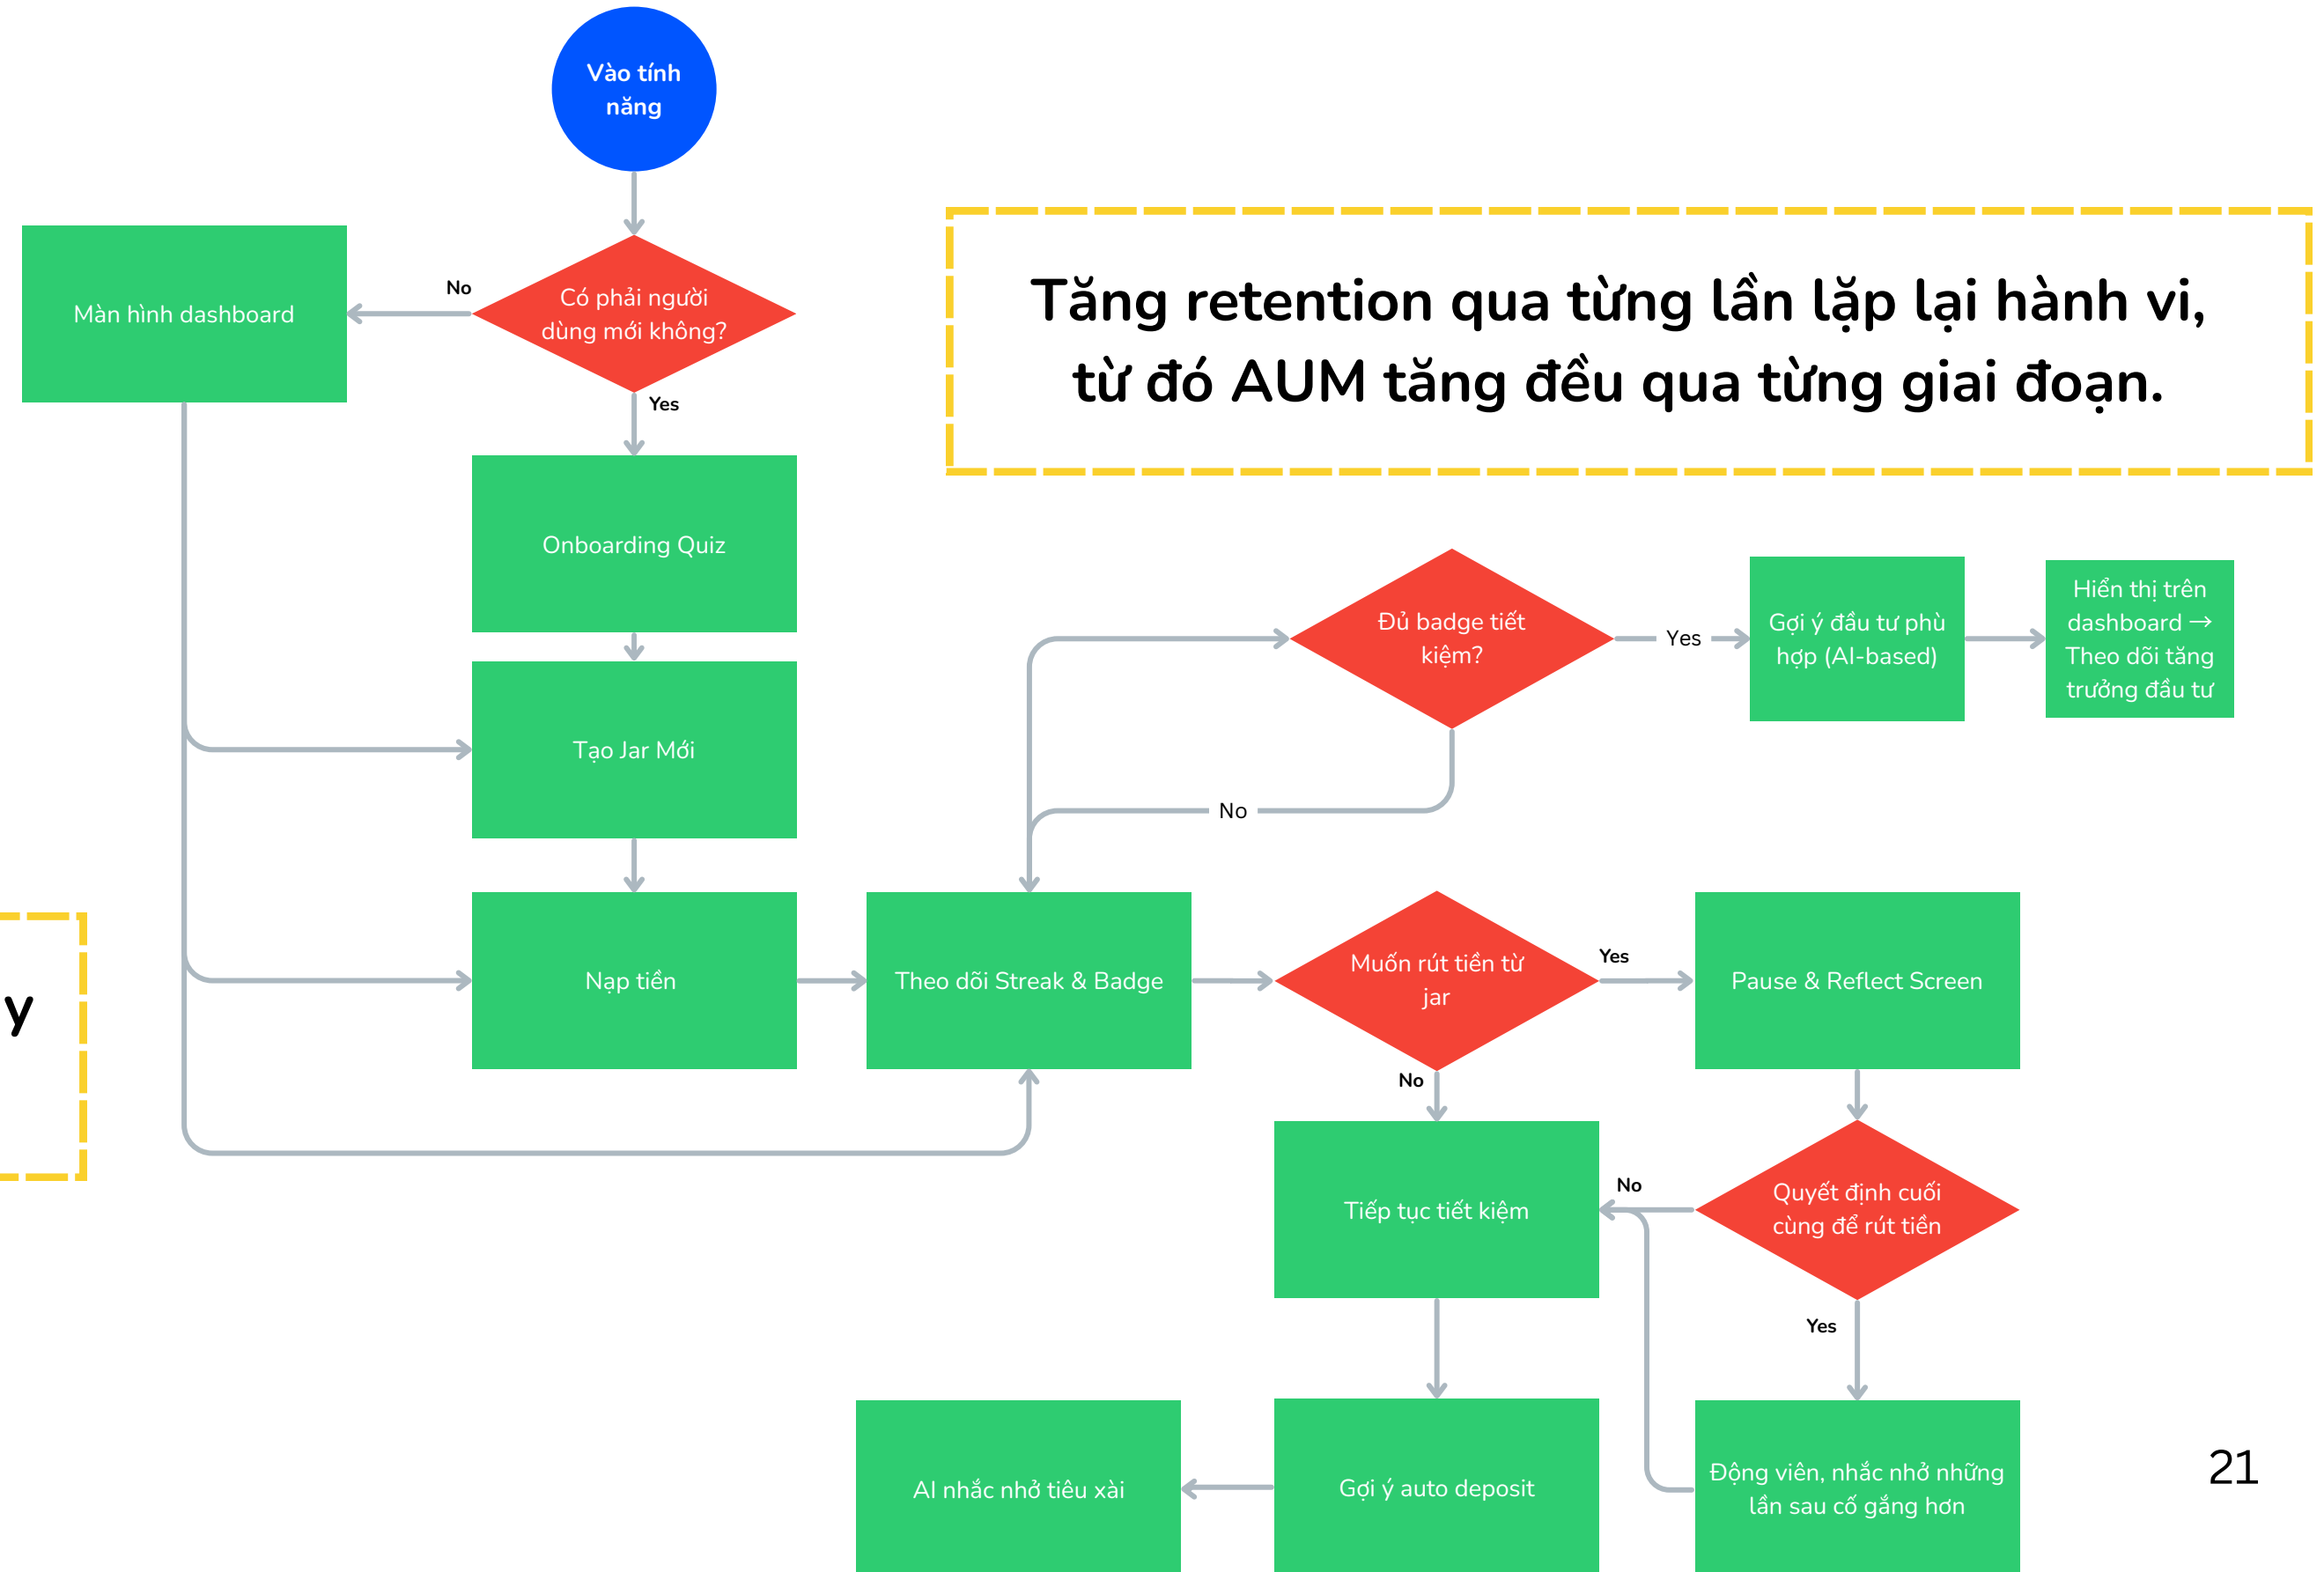 Vào tính
năng
Có phải người
dùng mới không?
No
Màn hình dashboard
Yes
Tăng retention qua từng lần lặp lại hành vi,
từ đó AUM tăng đều qua từng giai đoạn.
Onboarding Quiz
Tạo Jar Mới
Đủ badge tiết
kiệm?
Yes
Gợi ý đầu tư phù
hợp (AI-based)
Hiển thị trên
dashboard →
Theo dõi tăng
trưởng đầu tư
No
y
Nạp tiền
Theo dõi Streak & Badge
Muốn rút tiền từ
jar
Yes
Pause & Reflect Screen
No
Tiếp tục tiết kiệm
No
Quyết định cuối
cùng để rút tiền
Yes
AI nhắc nhở tiêu xài
Gợi ý auto deposit
Động viên, nhắc nhở những
lần sau cố gắng hơn
21